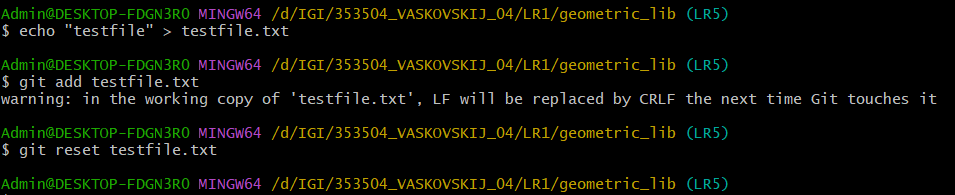 Admin@DESKTOP-FDGN3R0 MINGW64 /d/IGI/353504_VASKOVSKIJ_04/LR1/geometric_lib (LR5)
$ echo "testfile" > testfile.txt
Admin@DESKTOP-FDGN3R0 MINGW64 /d/IGI/353504_VASKOVSKIJ_04/LR1/geometric_lib (LR5)
$ git add testfile.txt
warning: in the working copy of 'testfile.txt', LF will be replaced by CRLF the next time Git touches it
Admin@DESKTOP-FDGN3R0 MINGW64 /d/IGI/353504_VASKOVSKIJ_04/LR1/geometric_lib (LR5)
$ git reset testfile.txt
Admin@DESKTOP-FDGN3R0 MINGW64 /d/IGI/353504_VASKOVSKIJ_04/LR1/geometric_lib (LR5)